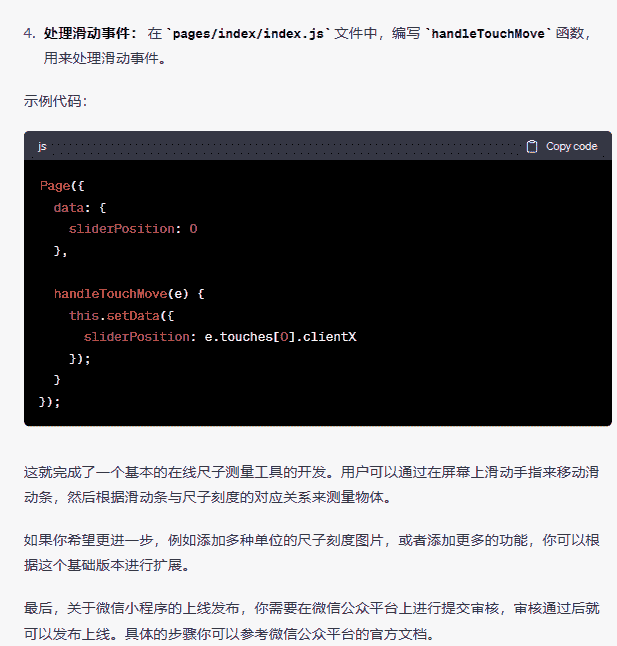 4. 处理滑动事件： 在 `pages/index/index.js` 文件中，编写 `handleTouchMove` 函数，
用来处理滑动事件。
示例代码：
js Copy code
Page({
  data: {
    sliderPosition: 0
  },

  handleTouchMove(e) {
    this.setData({
      sliderPosition: e.touches[0].clientX
    });
  }
});
这就完成了一个基本的在线尺子测量工具的开发。用户可以通过在屏幕上滑动手指来移动滑
动条，然后根据滑动条与尺子刻度的对应关系来测量物体。
如果你希望更进一步，例如添加多种单位的尺子刻度图片，或者添加更多的功能，你可以根
据这个基础版本进行扩展。
最后，关于微信小程序的上线发布，你需要在微信公众平台上进行提交审核，审核通过后就
可以发布上线。具体的步骤你可以参考微信公众平台的官方文档。